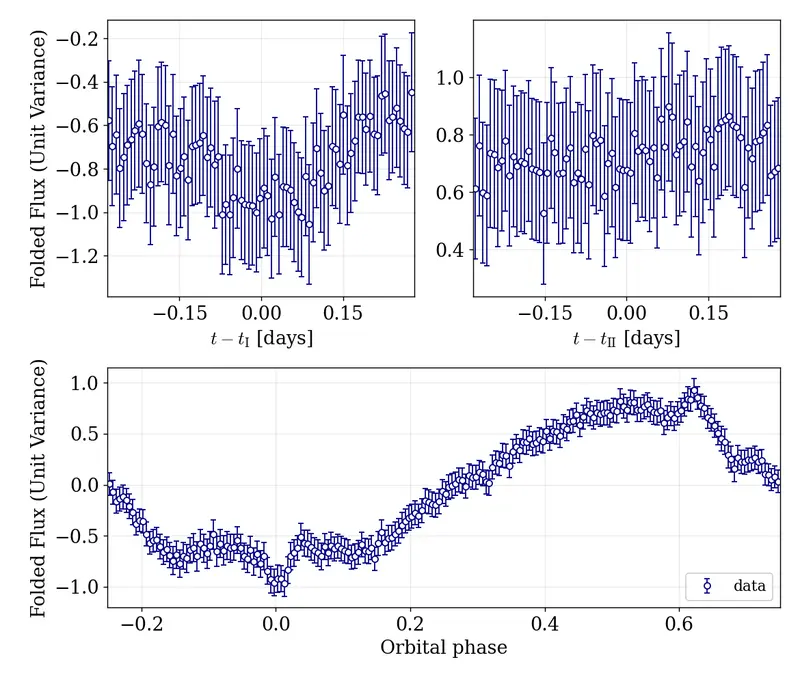 Folded Flux (Unit Variance)
−0.2
−0.4
−0.6
−0.8
−1.0
−1.2
−0.15 0.00 0.15
t − tI [days]
1.0
0.8
0.6
0.4
−0.15 0.00 0.15
t − tII [days]
Folded Flux (Unit Variance)
1.0
0.5
0.0
−0.5
−1.0
data
−0.2 0.0 0.2 0.4 0.6
Orbital phase